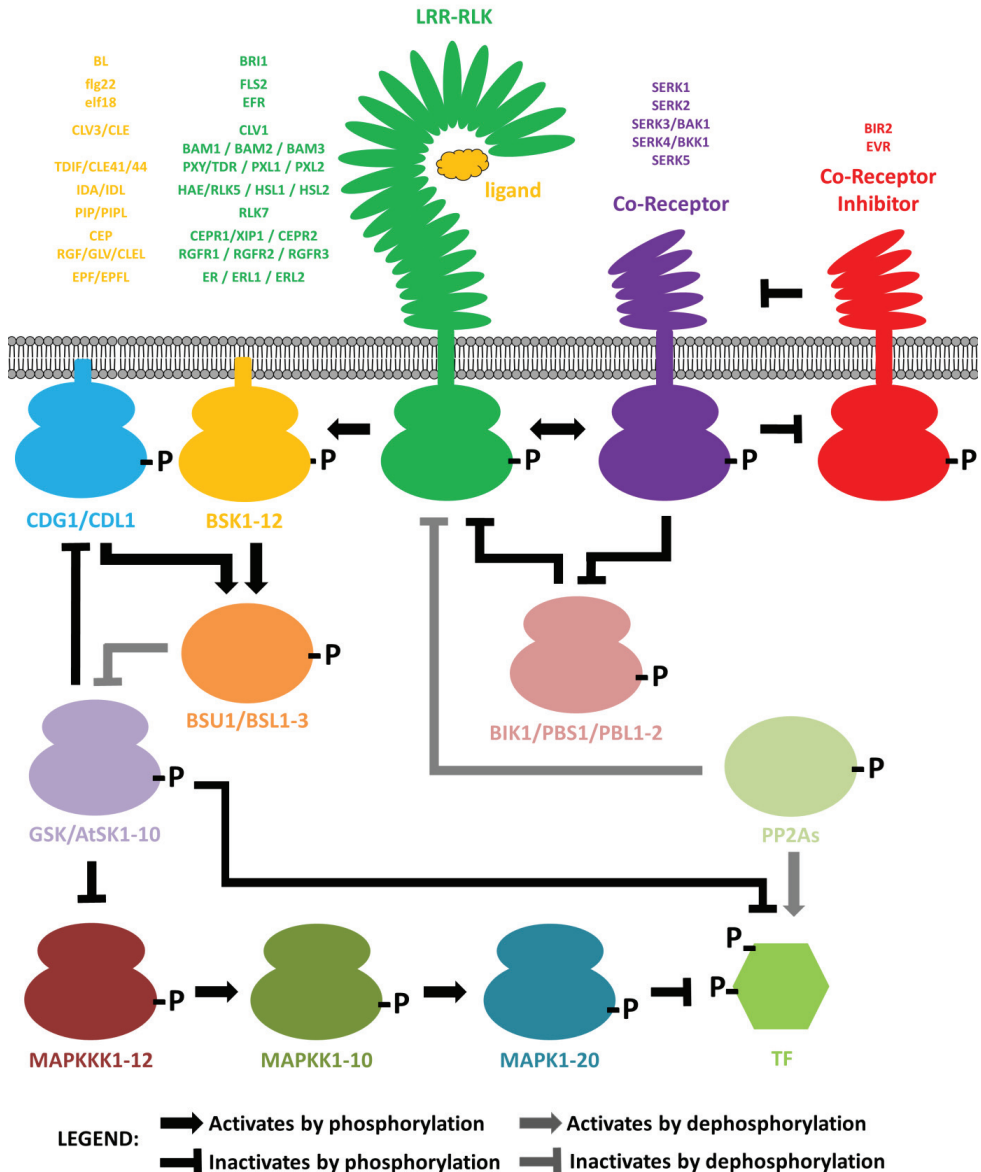 LRR-RLK
BL
flg22
elf18
CLV3/CLE
TDIF/CLE41/44
IDA/IDL
PIP/PIPL
CEP
RGF/GLV/CLEL
EPF/EPFL
BRI1
FLS2
EFR
CLV1
BAM1 / BAM2 / BAM3
PXY/TDR / PXL1 / PXL2
HAE/RLK5 / HSL1 / HSL2
RLK7
CEPR1/XIP1 / CEPR2
RGFR1 / RGFR2 / RGFR3
ER / ERL1 / ERL2
ligand
SERK1
SERK2
SERK3/BAK1
SERK4/BKK1
SERK5
Co-Receptor
BIR2
EVR
Co-Receptor
Inhibitor
P
P
P
P
P
CDG1/CDL1
BSK1-12
P
BSU1/BSL1-3
P
BIK1/PBS1/PBL1-2
P
GSK/AtSK1-10
P
PP2As
P
MAPKKK1-12
P
MAPKK1-10
P
MAPK1-20
P
P
TF
LEGEND:
Activates by phosphorylation
Activates by dephosphorylation
Inactivates by phosphorylation
Inactivates by dephosphorylation